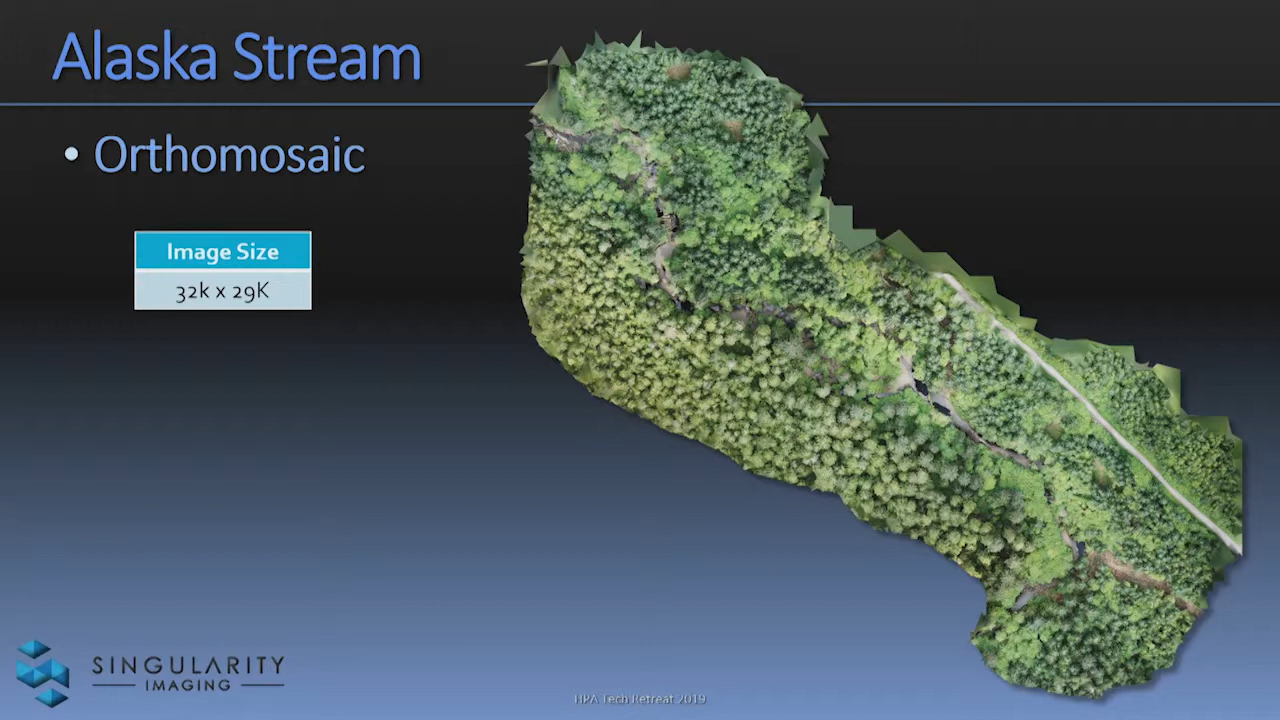 Alaska Stream
• Orthomosaic
Image Size
32k x 29K
SINGULARITY
IMAGING
HPA Tech Retreat 2019